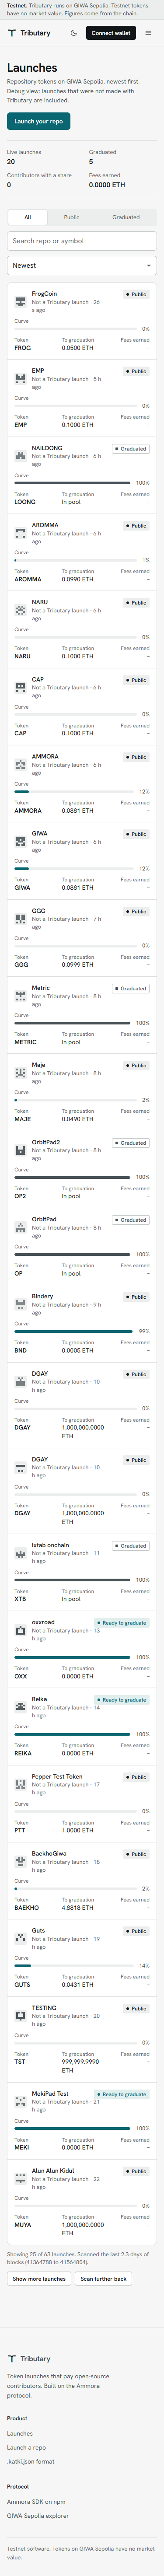 Testnet. Tributary runs on GIWA Sepolia. Testnet tokens
have no market value. Figures come from the chain.
Tributary
Connect wallet
Launches
Repository tokens on GIWA Sepolia, newest first.
Debug view: launches that were not made with
Tributary are included.
Launch your repo
Live launches
20
Graduated
5
Contributors with a share
0
Fees earned
0.0000 ETH
All
Public
Graduated
Search repo or symbol
Newest
FrogCoin
Not a Tributary launch · 26
s ago
Public
Curve
0%
Token
FROG
To graduation
0.0500 ETH
Fees earned
–
EMP
Not a Tributary launch · 5 h
ago
Public
Curve
0%
Token
EMP
To graduation
0.1000 ETH
Fees earned
–
NAILOONG
Not a Tributary launch · 6 h
ago
Graduated
Curve
100%
Token
LOONG
To graduation
In pool
Fees earned
–
AROMMA
Not a Tributary launch · 6 h
ago
Public
Curve
1%
Token
AROMMA
To graduation
0.0990 ETH
Fees earned
–
NARU
Not a Tributary launch · 6 h
ago
Public
Curve
0%
Token
NARU
To graduation
0.1000 ETH
Fees earned
–
CAP
Not a Tributary launch · 6 h
ago
Public
Curve
0%
Token
CAP
To graduation
0.1000 ETH
Fees earned
–
AMMORA
Not a Tributary launch · 6 h
ago
Public
Curve
12%
Token
AMMORA
To graduation
0.0881 ETH
Fees earned
–
GIWA
Not a Tributary launch · 6 h
ago
Public
Curve
12%
Token
GIWA
To graduation
0.0881 ETH
Fees earned
–
GGG
Not a Tributary launch · 7 h
ago
Public
Curve
0%
Token
GGG
To graduation
0.0999 ETH
Fees earned
–
Metric
Not a Tributary launch · 8 h
ago
Graduated
Curve
100%
Token
METRIC
To graduation
In pool
Fees earned
–
Maje
Not a Tributary launch · 8 h
ago
Public
Curve
2%
Token
MAJE
To graduation
0.0490 ETH
Fees earned
–
OrbitPad2
Not a Tributary launch · 8 h
ago
Graduated
Curve
100%
Token
OP2
To graduation
In pool
Fees earned
–
OrbitPad
Not a Tributary launch · 8 h
ago
Graduated
Curve
100%
Token
OP
To graduation
In pool
Fees earned
–
Bindery
Not a Tributary launch · 9 h
ago
Public
Curve
99%
Token
BND
To graduation
0.0005 ETH
Fees earned
–
DGAY
Not a Tributary launch · 10
h ago
Public
Curve
0%
Token
DGAY
To graduation
1,000,000.0000
ETH
Fees earned
–
DGAY
Not a Tributary launch · 10
h ago
Public
Curve
0%
Token
DGAY
To graduation
1,000,000.0000
ETH
Fees earned
–
ixtab onchain
Not a Tributary launch · 11
h ago
Graduated
Curve
100%
Token
XTB
To graduation
In pool
Fees earned
–
oxxroad
Not a Tributary launch · 13
h ago
Ready to graduate
Curve
100%
Token
OXX
To graduation
0.0000 ETH
Fees earned
–
Reika
Not a Tributary launch · 14
h ago
Ready to graduate
Curve
100%
Token
REIKA
To graduation
0.0000 ETH
Fees earned
–
Pepper Test Token
Not a Tributary launch · 17
h ago
Public
Curve
0%
Token
PTT
To graduation
1.0000 ETH
Fees earned
–
BaekhoGiwa
Not a Tributary launch · 18
h ago
Public
Curve
2%
Token
BAEKHO
To graduation
4.8818 ETH
Fees earned
–
Guts
Not a Tributary launch · 19
h ago
Public
Curve
14%
Token
GUTS
To graduation
0.0431 ETH
Fees earned
–
TESTING
Not a Tributary launch · 20
h ago
Public
Curve
0%
Token
TST
To graduation
999,999.9990
ETH
Fees earned
–
MekiPad Test
Not a Tributary launch · 21
h ago
Ready to graduate
Curve
100%
Token
MEKI
To graduation
0.0000 ETH
Fees earned
–
Alun Alun Kidul
Not a Tributary launch · 22
h ago
Public
Curve
0%
Token
MUYA
To graduation
1,000,000.0000
ETH
Fees earned
–
Showing 25 of 63 launches. Scanned the last 2.3 days of
blocks (41364788 to 41564804).
Show more launches
Scan further back
Tributary
Token launches that pay open-source
contributors. Built on the Ammora
protocol.
Product
Launches
Launch a repo
.katki.json format
Protocol
Ammora SDK on npm
GIWA Sepolia explorer
Testnet software. Tokens on GIWA Sepolia have no market
value.